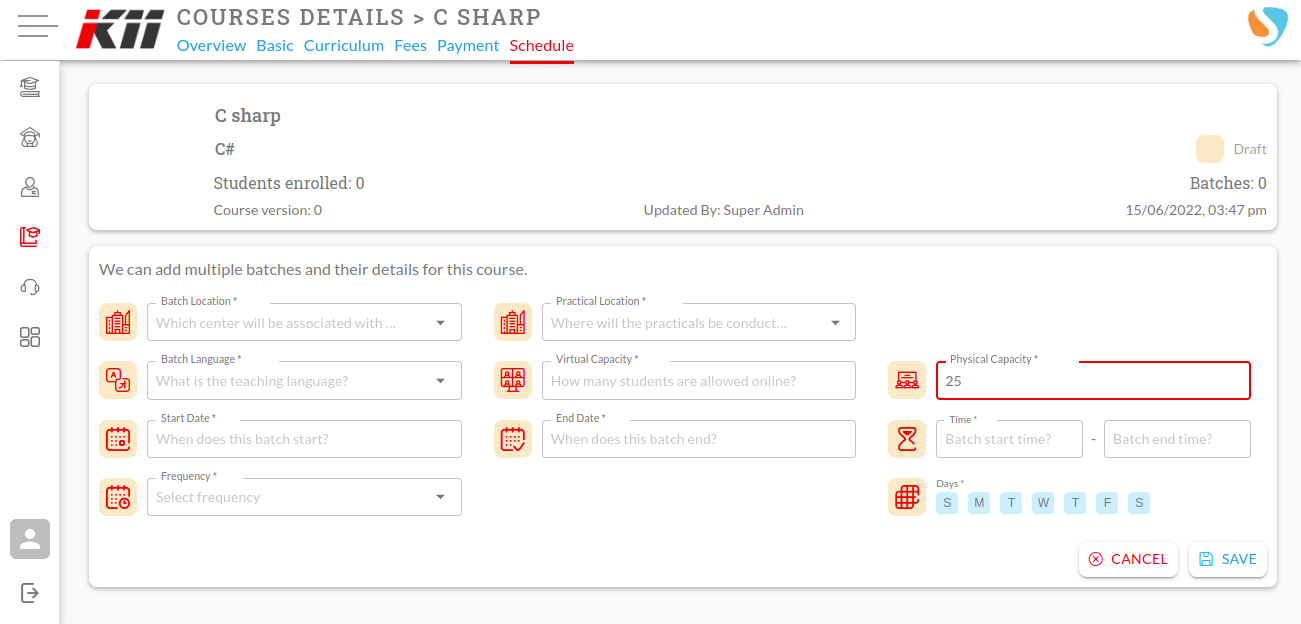 KTI
COURSES DETAILS > C SHARP
Overview Basic Curriculum Fees Payment Schedule
C sharp
C#
Draft
Students enrolled: 0
Batches: 0
Course version: 0
Updated By: Super Admin
15/06/2022, 03:47 pm
We can add multiple batches and their details for this course.
Batch Location *
Which center will be associated with ...
Practical Location *
Where will the practicals be conduct...
Batch Language *
What is the teaching language?
Virtual Capacity *
How many students are allowed online?
Physical Capacity *
25
Start Date *
When does this batch start?
End Date *
When does this batch end?
Time *
Batch start time?
-
Batch end time?
Frequency *
Select frequency
Days *
S M T W T F S
CANCEL
SAVE